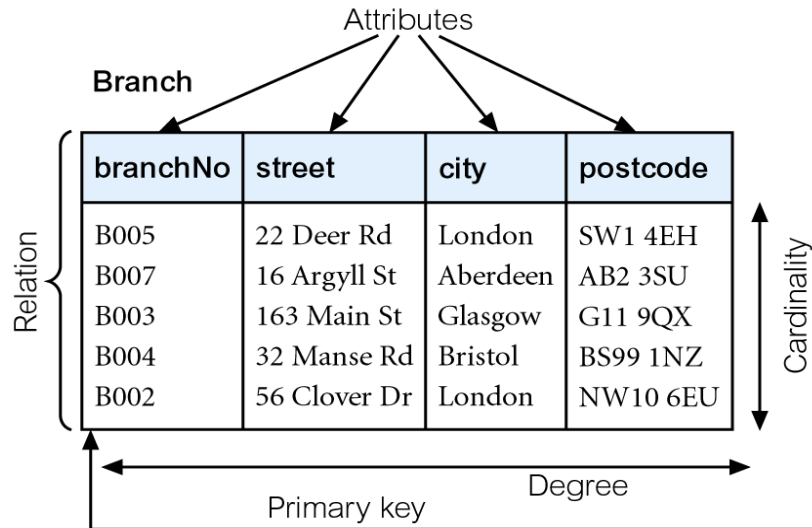 Attributes
Branch
branchNo street city postcode
B005 22 Deer Rd London SW1 4EH
B007 16 Argyll St Aberdeen AB2 3SU
B003 163 Main St Glasgow G11 9QX
B004 32 Manse Rd Bristol BS99 1NZ
B002 56 Clover Dr London NW10 6EU
Relation
Cardinality
Degree
Primary key